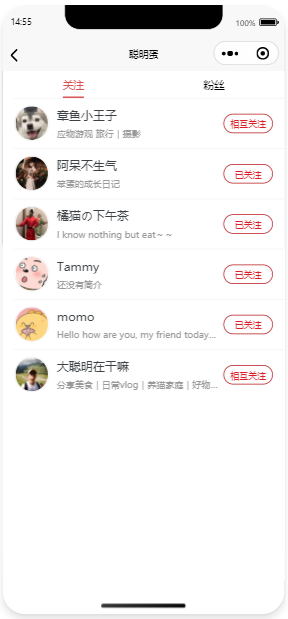 14:55
100%
聪明蛋
关注 粉丝
章鱼小王子
应物游观 旅行 | 摄影
相互关注
阿呆不生气
笨蛋的成长日记
已关注
橘猫の下午茶
I know nothing but eat~~
已关注
Tammy
还没有简介
已关注
momo
Hello how are you, my friend today...
已关注
大聪明在干嘛
分享美食 | 日常vlog | 养猫家庭 | 好物...
相互关注